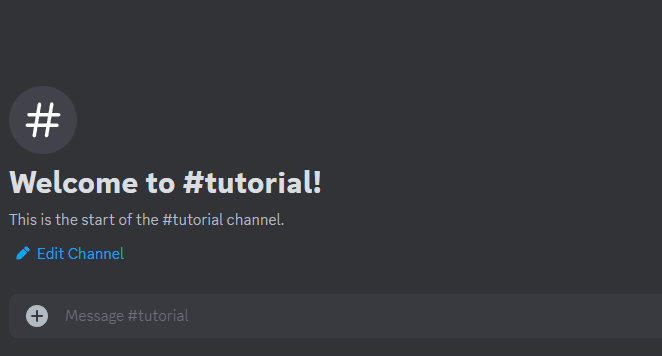 #
Welcome to #tutorial!
This is the start of the #tutorial channel.
Edit Channel
Message #tutorial